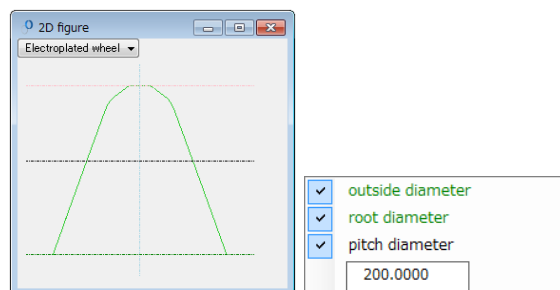 2D figure
Electroplated wheel
outside diameter
root diameter
pitch diameter
200.0000